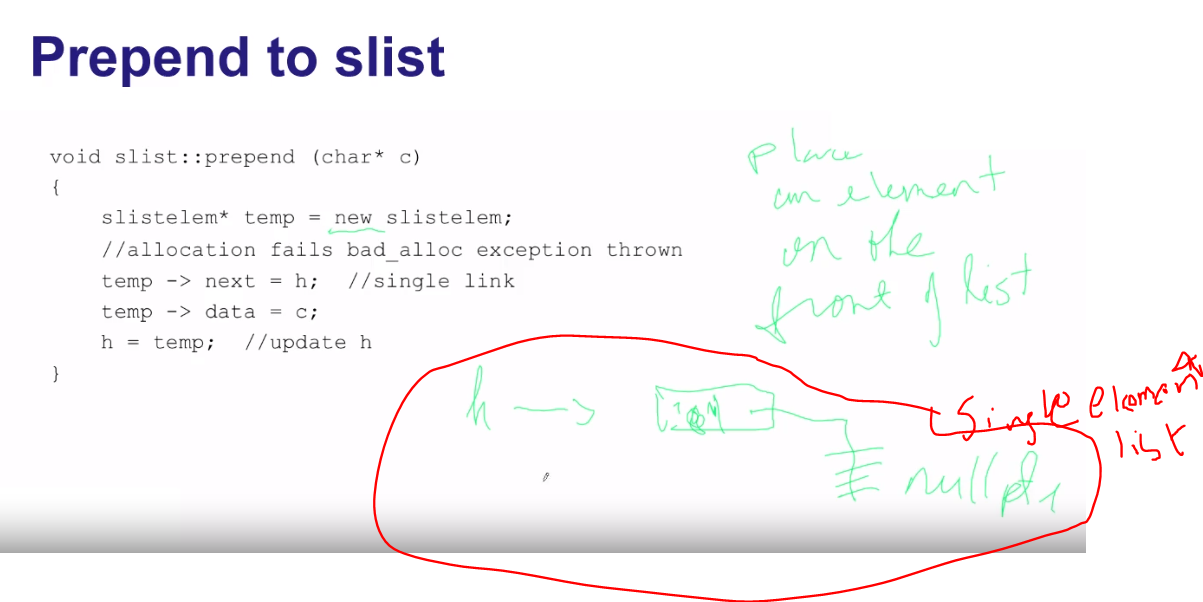 Prepend to slist
void slist::prepend (char* c)
{
slistelem* temp = new slistelem;
//allocation fails bad_alloc exception thrown
temp -> next = h; //single link
temp -> data = c;
h = temp; //update h
}
place
an element
on the
front of list
h
nullptr
Single element
list